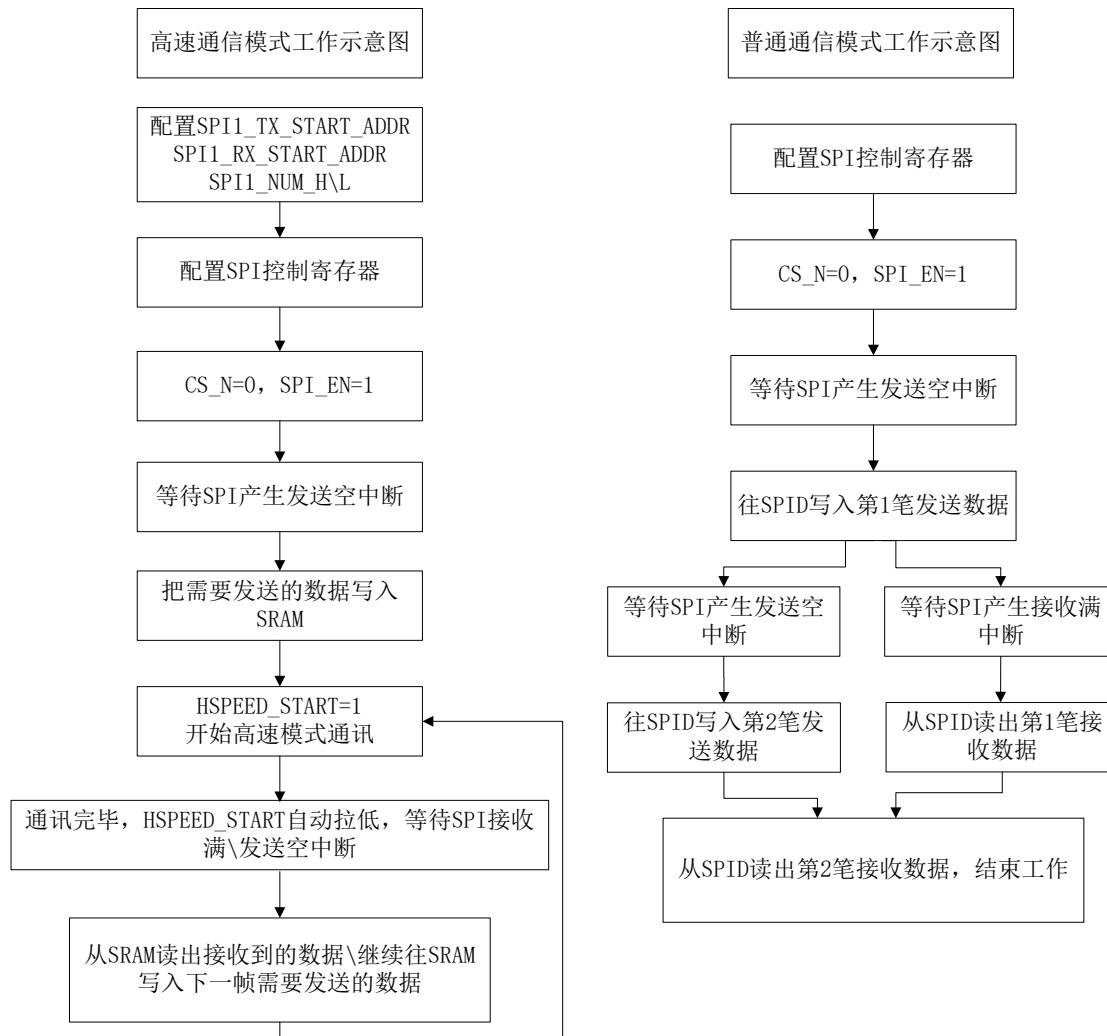 高速通信模式工作示意图
配置SPI1_TX_START_ADDR
SPI1_RX_START_ADDR
SPI1_NUM_H\L
配置SPI控制寄存器
CS_N=0，SPI_EN=1
等待SPI产生发送空中断
把需要发送的数据写入
SRAM
HSPEED_START=1
开始高速模式通讯
通讯完毕，HSPEED_START自动拉低，等待SPI接收
满\发送空中断
从SRAM读出接收到的数据\继续往SRAM
写入下一帧需要发送的数据
普通通信模式工作示意图
配置SPI控制寄存器
CS_N=0，SPI_EN=1
等待SPI产生发送空中断
往SPID写入第1笔发送数据
等待SPI产生发送空
中断
往SPID写入第2笔发
送数据
等待SPI产生接收满
中断
从SPID读出第1笔接
收数据
从SPID读出第2笔接收数据，结束工作